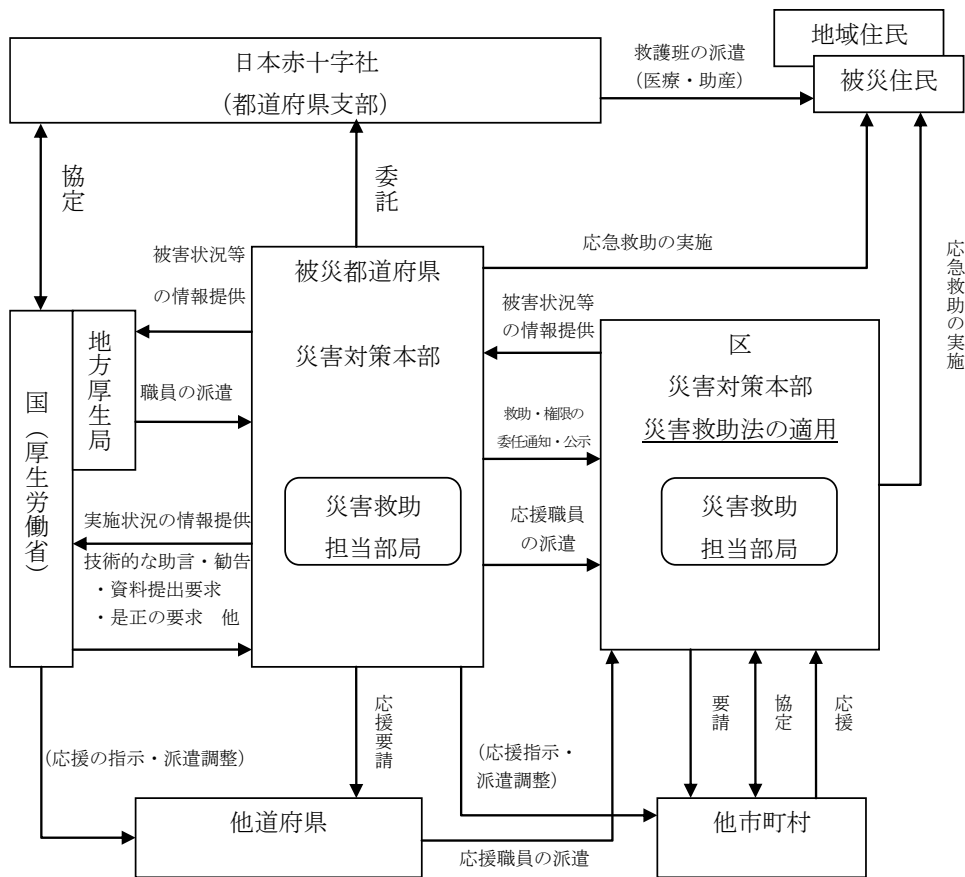 地域住民
日本赤十字社
(都道府県支部)
救護班の派遣
(医療・助産)
被災住民
協定
委託
被害状況等
の情報提供
被災都道府県
災害対策本部
応急救助の実施
応急救助の実施
被害状況等
の情報提供
区
災害対策本部
災害救助法の適用
国(厚生労働省)
地方厚生局
職員の派遣
救助・権限の
委任通知・公示
災害救助
担当部局
応援職員
の派遣
災害救助
担当部局
実施状況の情報提供
技術的な助言・勧告
・資料提出要求
・是正の要求 他
応援要請
要請
協定
応援
(応援の指示・派遣調整)
(応援指示・
派遣調整)
他道府県
応援職員の派遣
他市町村